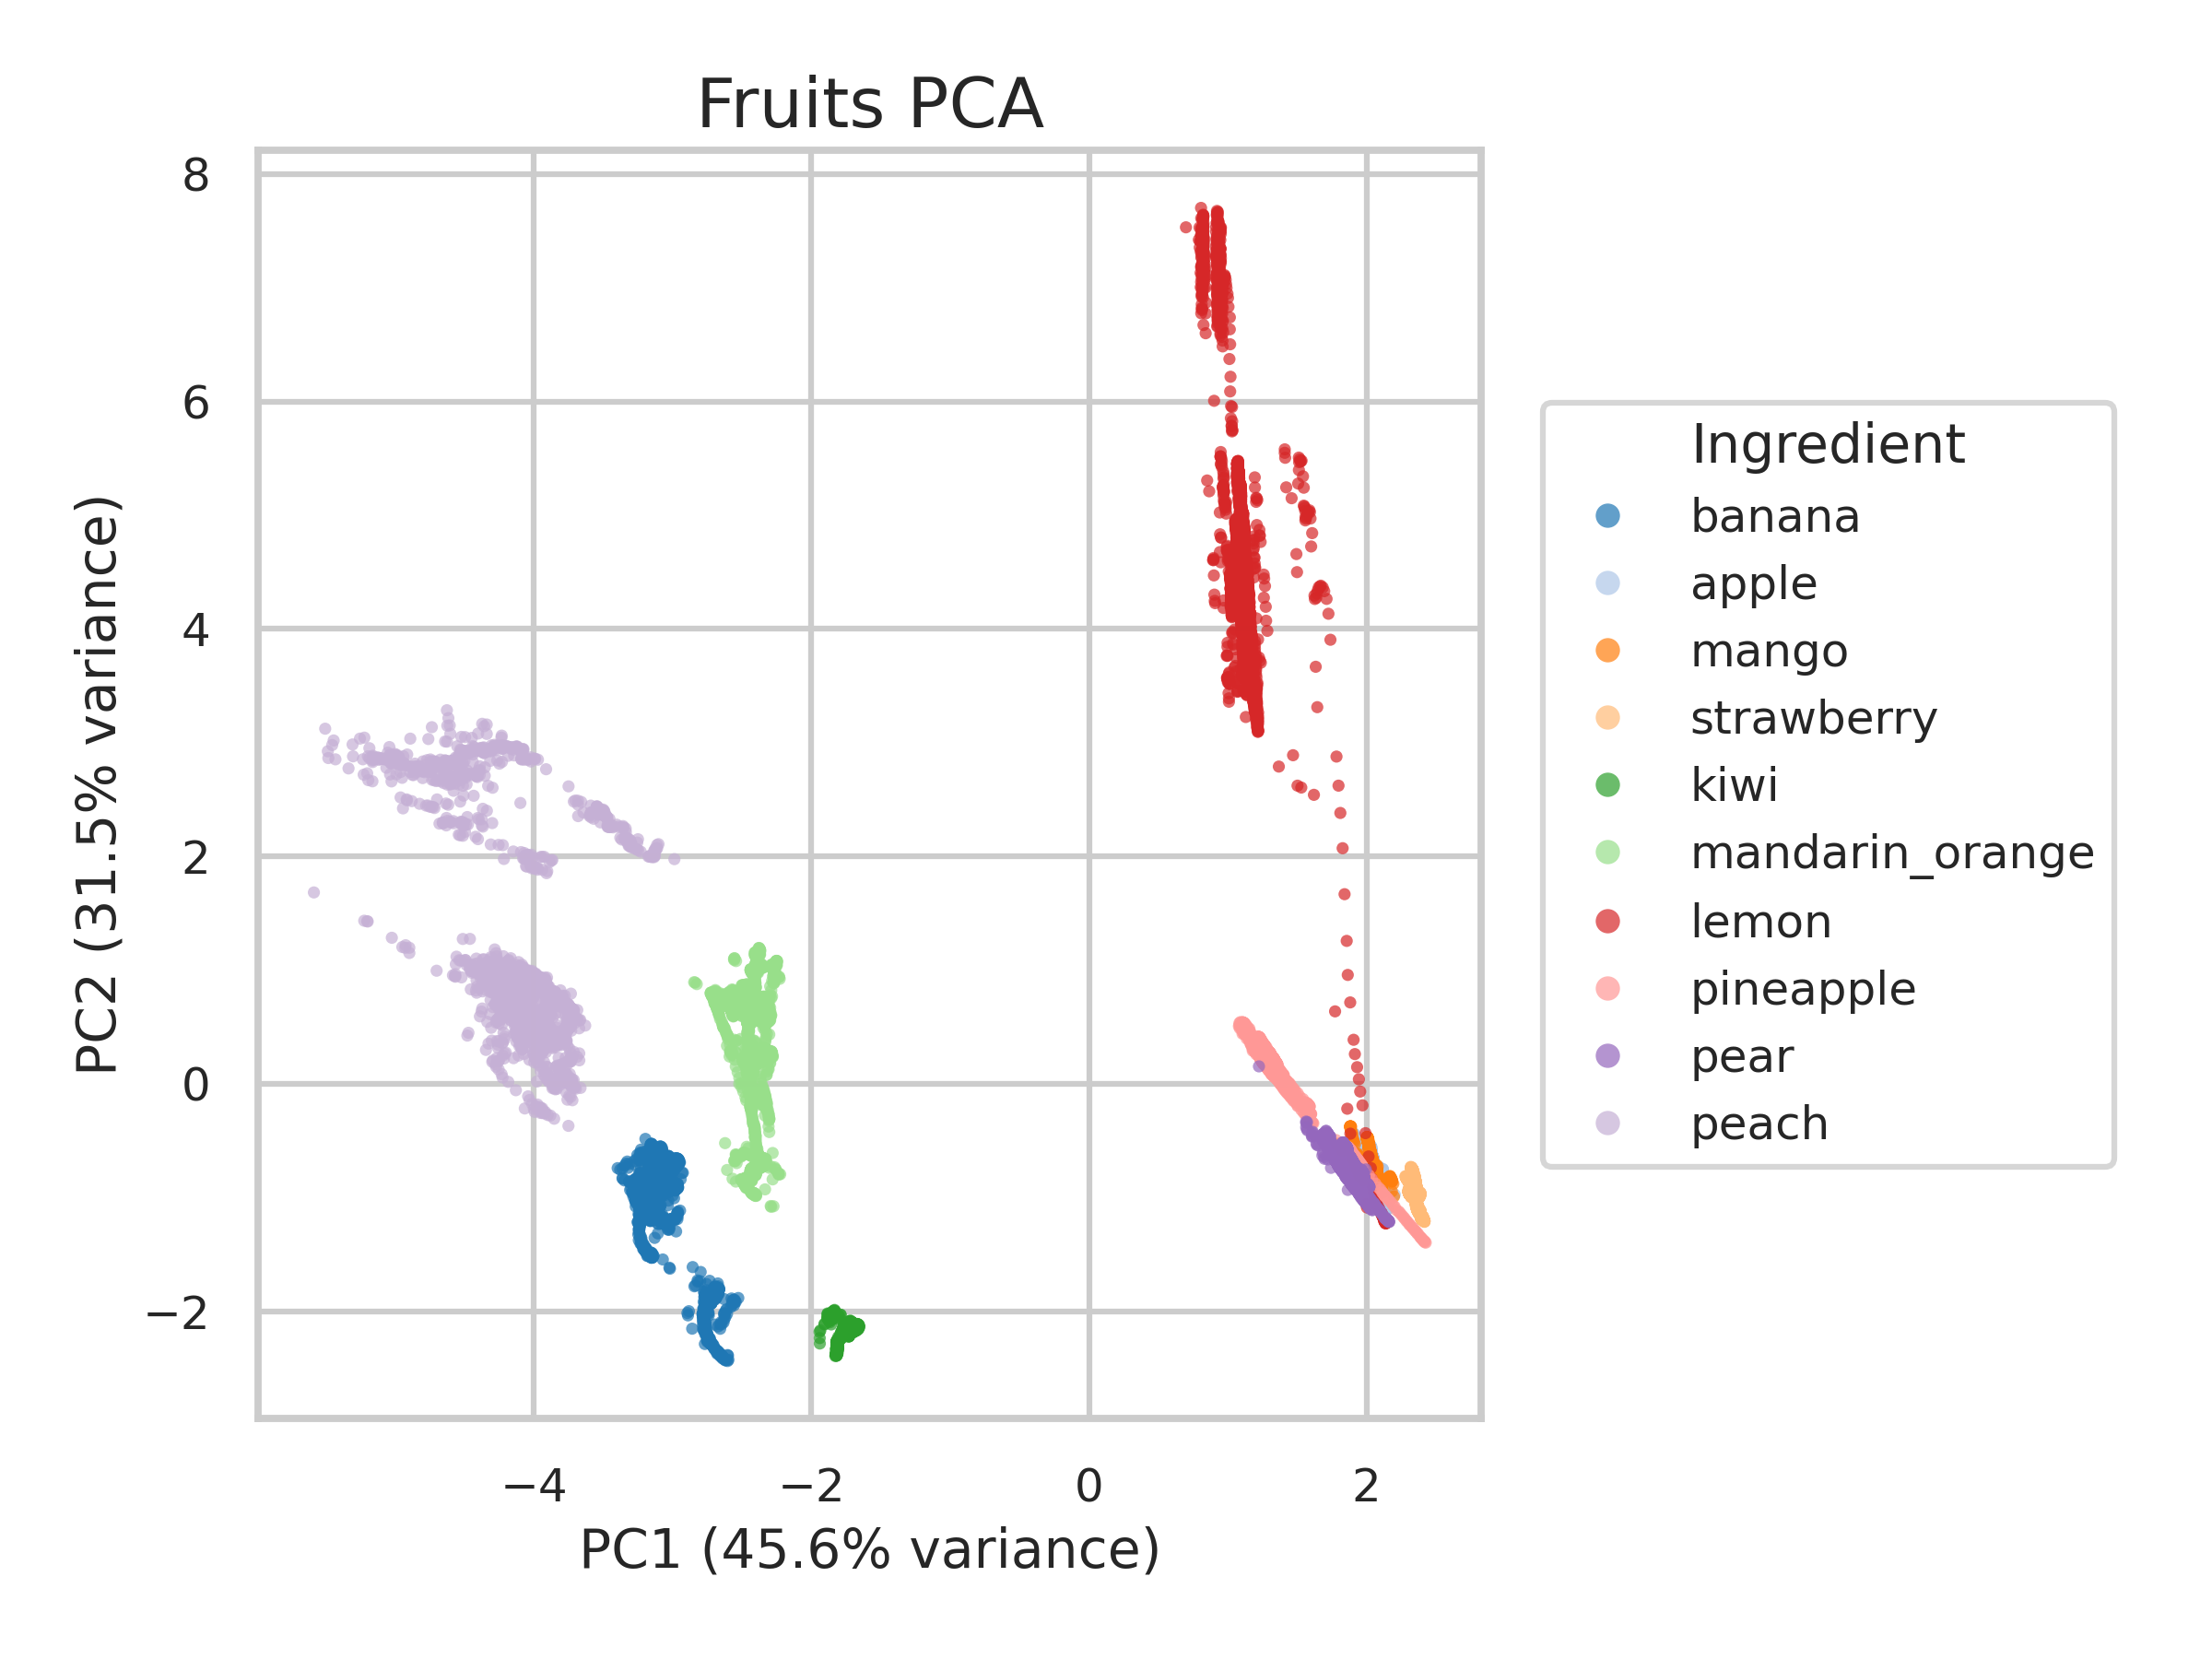 Fruits PCA
8
6
4
2
0
−2
PC2 (31.5% variance)
−4
−2
0
2
PC1 (45.6% variance)
Ingredient
banana
apple
mango
strawberry
kiwi
mandarin_orange
lemon
pineapple
pear
peach